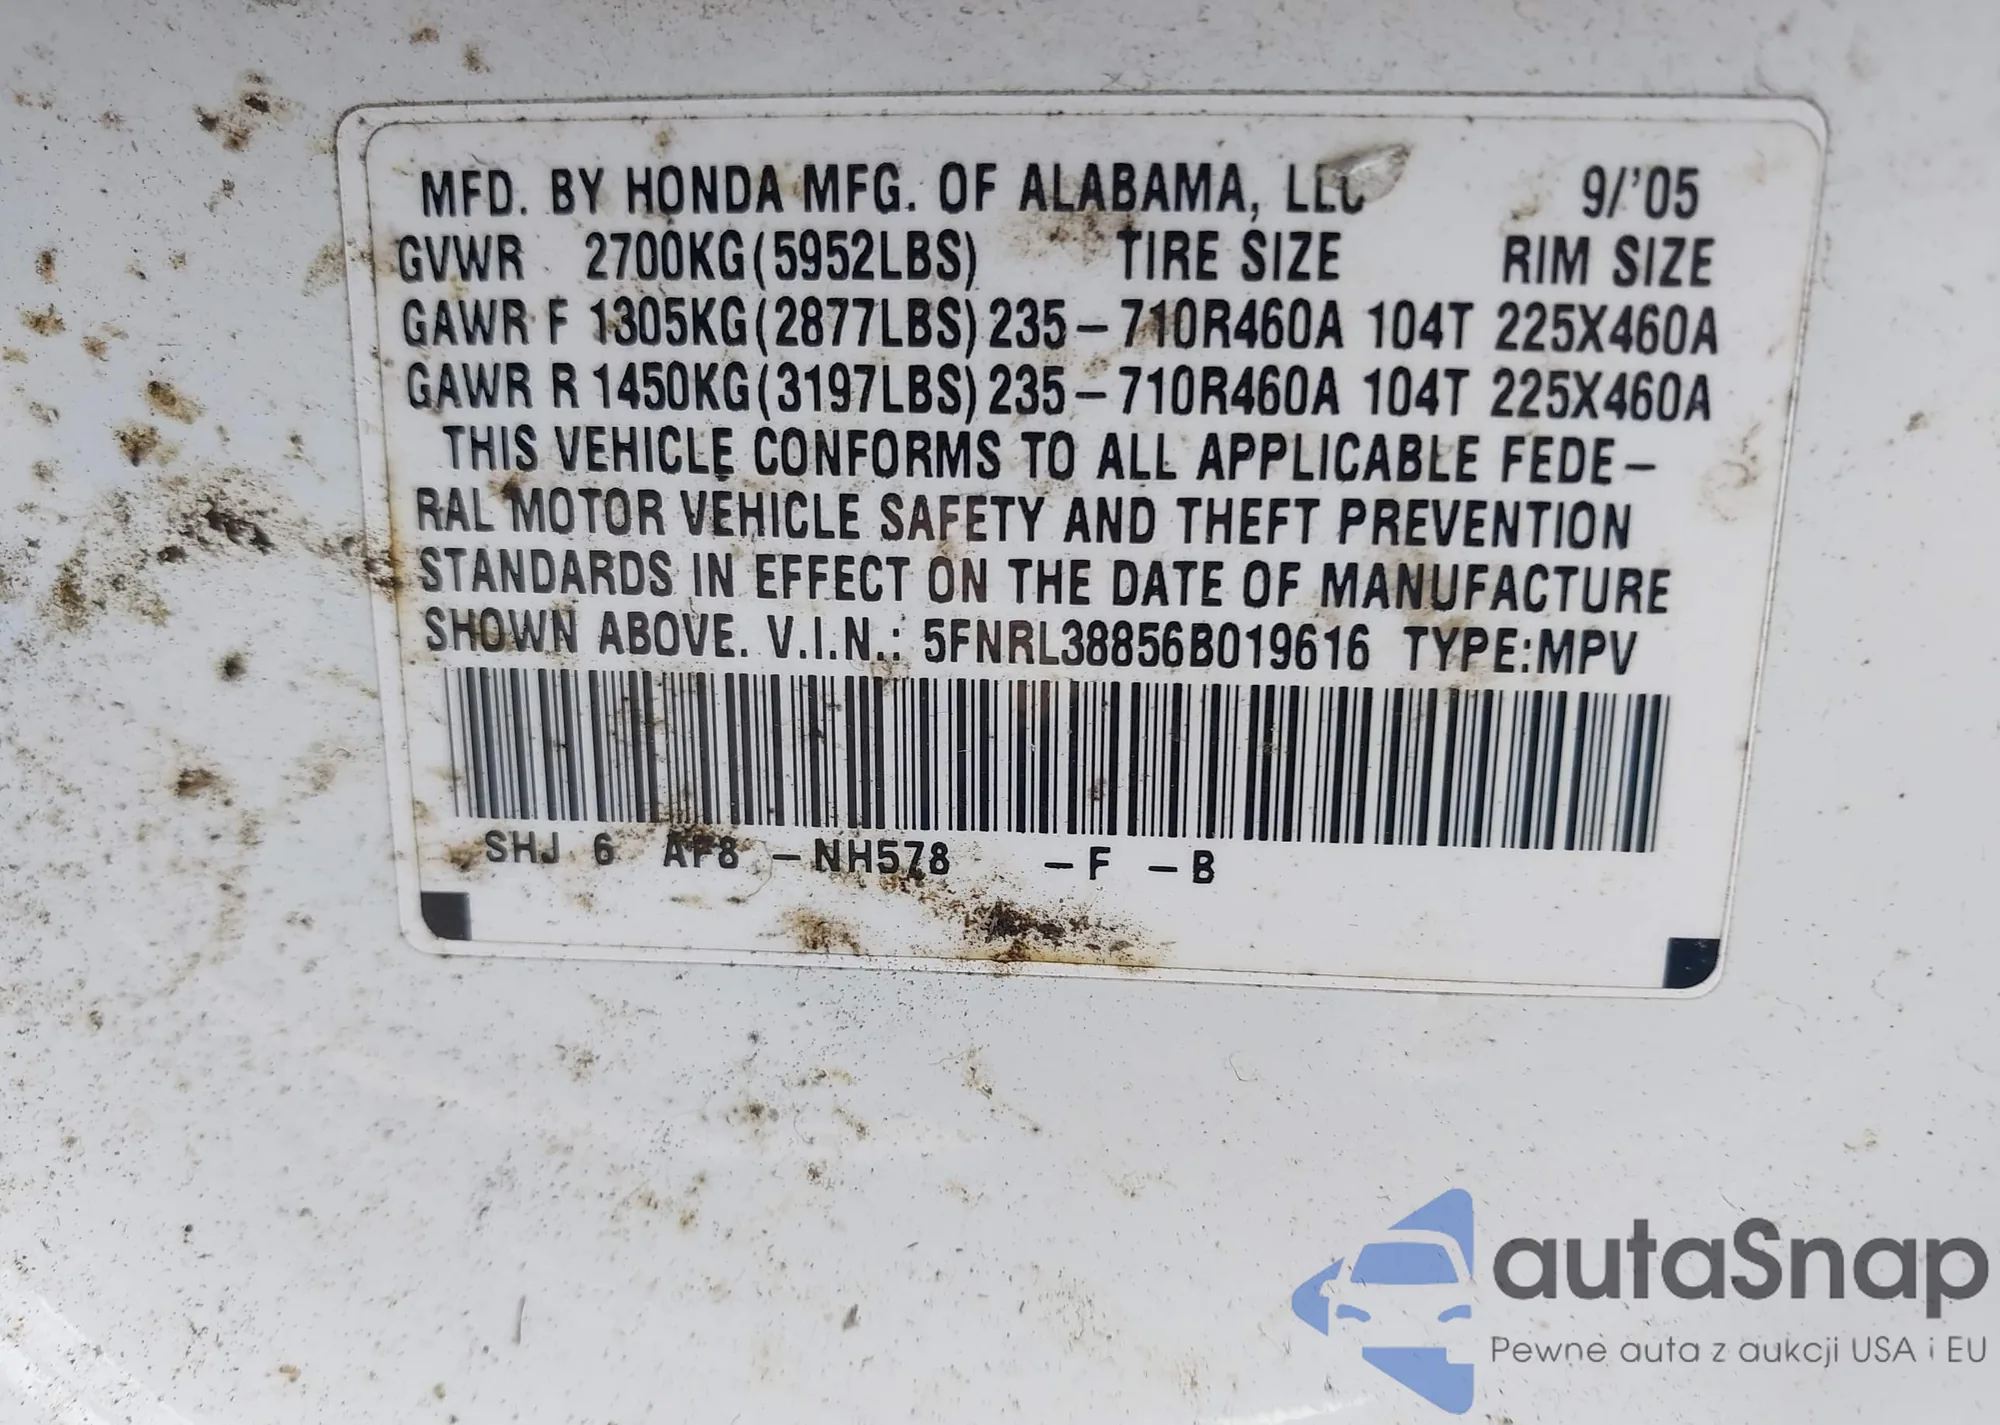 MFD. BY HONDA MFG. OF ALABAMA, LLC 9/'05
GVWR 2700KG(5952LBS) TIRE SIZE RIM SIZE
GAWR F 1305KG(2877LBS) 235-710R460A 104T 225X460A
GAWR R 1450KG(3197LBS) 235-710R460A 104T 225X460A
THIS VEHICLE CONFORMS TO ALL APPLICABLE FEDE-
RAL MOTOR VEHICLE SAFETY AND THEFT PREVENTION
STANDARDS IN EFFECT ON THE DATE OF MANUFACTURE
SHOWN ABOVE. V.I.N.: 5FNRL38856B019616 TYPE:MPV
SHJ 6 AF8 -NH578 -F -B
autaSnap
Pewne auta z aukcji USA i EU